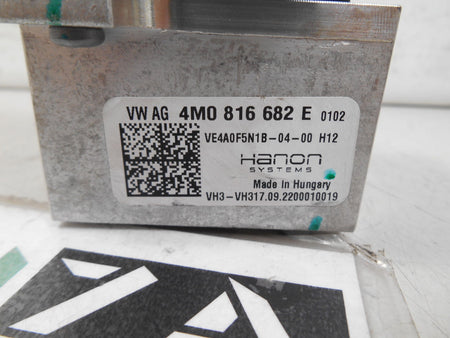 VW AG 4M0 816 682 E 0102
VE4A0F5N1B-04-00 H12
Hanon
SYSTEMS
Made in Hungary
VH3-VH317.09.2200010019